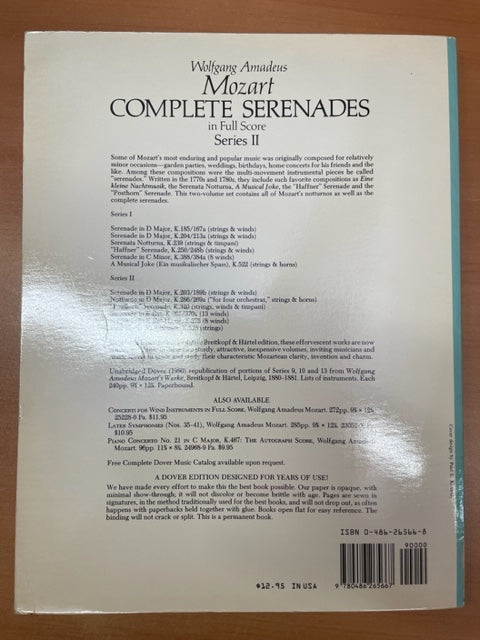 Wolfgang Amadeus
Mozart
COMPLETE SERENADES
in Full Score
Series II
Some of Mozart's most enduring and popular music was originally composed for relatively
minor occasions—garden parties, weddings, birthdays, home concerts for his friends and the
like. Among these compositions were the multi-movement instrumental pieces he called
"serenades." Written in the 1770s and 1780s, they include such favorite compositions as Eine
kleine Nachtmusik, the Serenata Notturna, A Musical Joke, the "Haffner" Serenade and the
"Posthorn" Serenade. This two-volume set contains all of Mozart's notturnos as well as the
complete serenades.
Series I
Serenade in D Major, K.185/167a (strings & winds)
Serenade in D Major, K.204/213a (strings & winds)
Serenata Notturna, K.239 (strings & timpani)
"Haffner" Serenade, K.250/248b (strings & winds)
Serenade in C Minor, K.388/384a (8 winds)
A Musical Joke (Ein musikalischer Spass), K.522 (strings & horns)
Series II
Serenade in D Major, K.203/189b (strings & winds)
Notturno in D Major, K.286/269a ("for four orchestras," strings & horns)
Serenade, K.320 (strings, winds & timpani)
(13 winds)
(8 winds)
(strings)
Breitkopf & Härtel edition, these effervescent works are now
sturdy, attractive, inexpensive volumes, inviting musicians and
to study their characteristic Mozartean clarity, invention and charm.
Unabridged Dover (1990) republication of portions of Series 9, 10 and 13 from Wolfgang
Amadeus Mozart's Werke, Breitkopf & Härtel, Leipzig, 1880–1881. Lists of instruments. Each
240pp. 9⅜ × 12¼. Paperbound.
ALSO AVAILABLE
CONCERTI FOR WIND INSTRUMENTS IN FULL SCORE, Wolfgang Amadeus Mozart. 272pp. 9⅜ × 12¼.
25228-0 Pa. $11.95
LATER SYMPHONIES (Nos. 35–41), Wolfgang Amadeus Mozart. 285pp. 9⅜ × 12¼.
$10.95
PIANO CONCERTO NO. 21 IN C MAJOR, K.467: THE AUTOGRAPH SCORE, Wolfgang Amadeus
Mozart. 96pp. 11⅜ × 8¼. 24968-9 Pa. $9.95
Free Complete Dover Music Catalog available upon request.
A DOVER EDITION DESIGNED FOR YEARS OF USE!
We have made every effort to make this the best book possible. Our paper is opaque, with
minimal show-through; it will not discolor or become brittle with age. Pages are sewn in
signatures, in the method traditionally used for the best books, and will not drop out, as often
happens with paperbacks held together with glue. Books open flat for easy reference. The
binding will not crack or split. This is a permanent book.
Cover design by Paul E.
ISBN 0-486-26566-8
90000
9 780486 265667
$12.95 IN USA